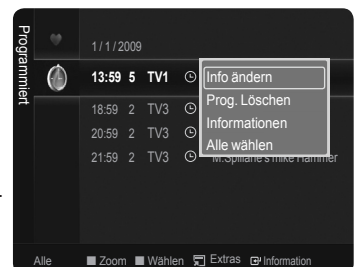 Programmiert
1 / 1 / 2009
13:59 5 TV1
Info ändern
Prog. Löschen
Informationen
Alle wählen
18:59 2 TV3
20:59 2 TV3
21:59 2 TV3 M.Spillane's mike Hammer
Alle Zoom Wählen Extras Information